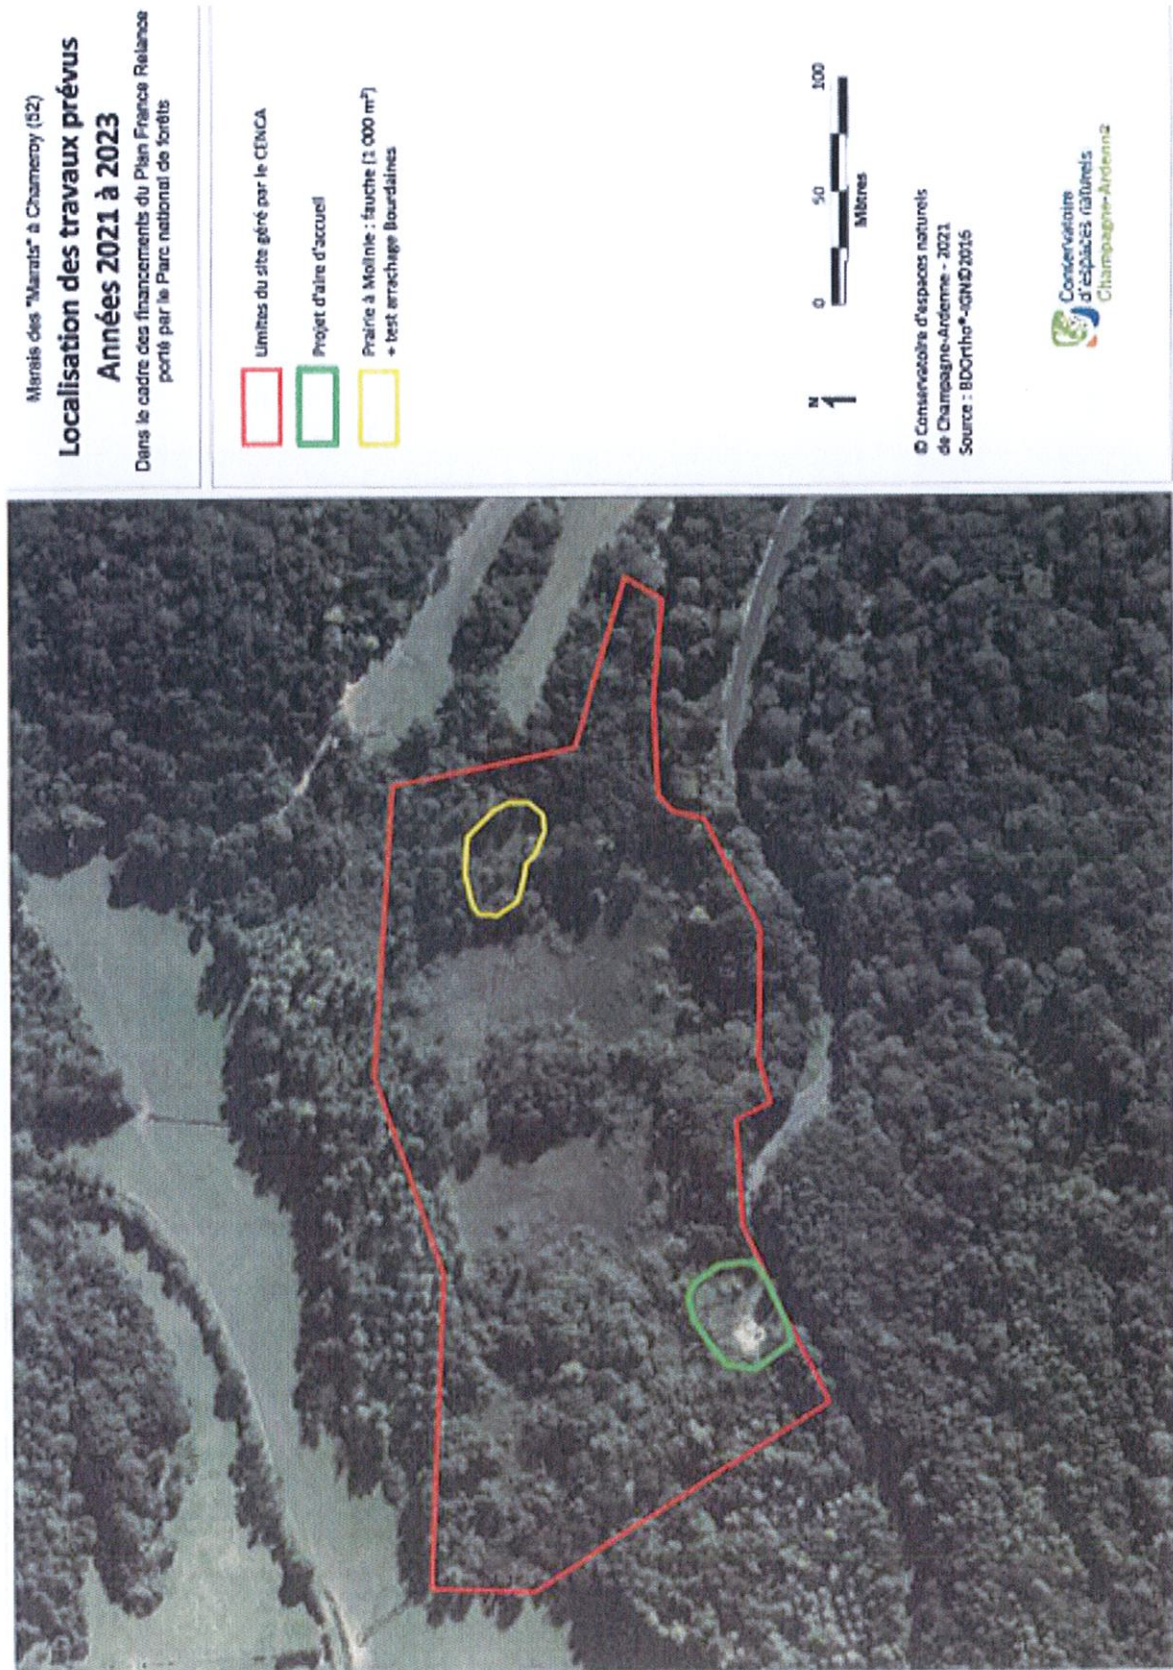 Marais des "Marats" à Chameroy (52)
Localisation des travaux prévus
Années 2021 à 2023
Dans le cadre des financements du Plan France Relance
porté par le Parc national de forêts
Limites du site géré par le CENCA
Projet d'aire d'accueil
Prairie à Molinie : fauche (1 000 m²)
+ test errachage Bourdaines
N
0 50 100
Mètres
© Conservatoire d'espaces naturels
de Champagne-Ardenne - 2021
Source : BDOrtho®-IGN©2016
Conservatoire
d'espaces naturels
Champagne-Ardenne